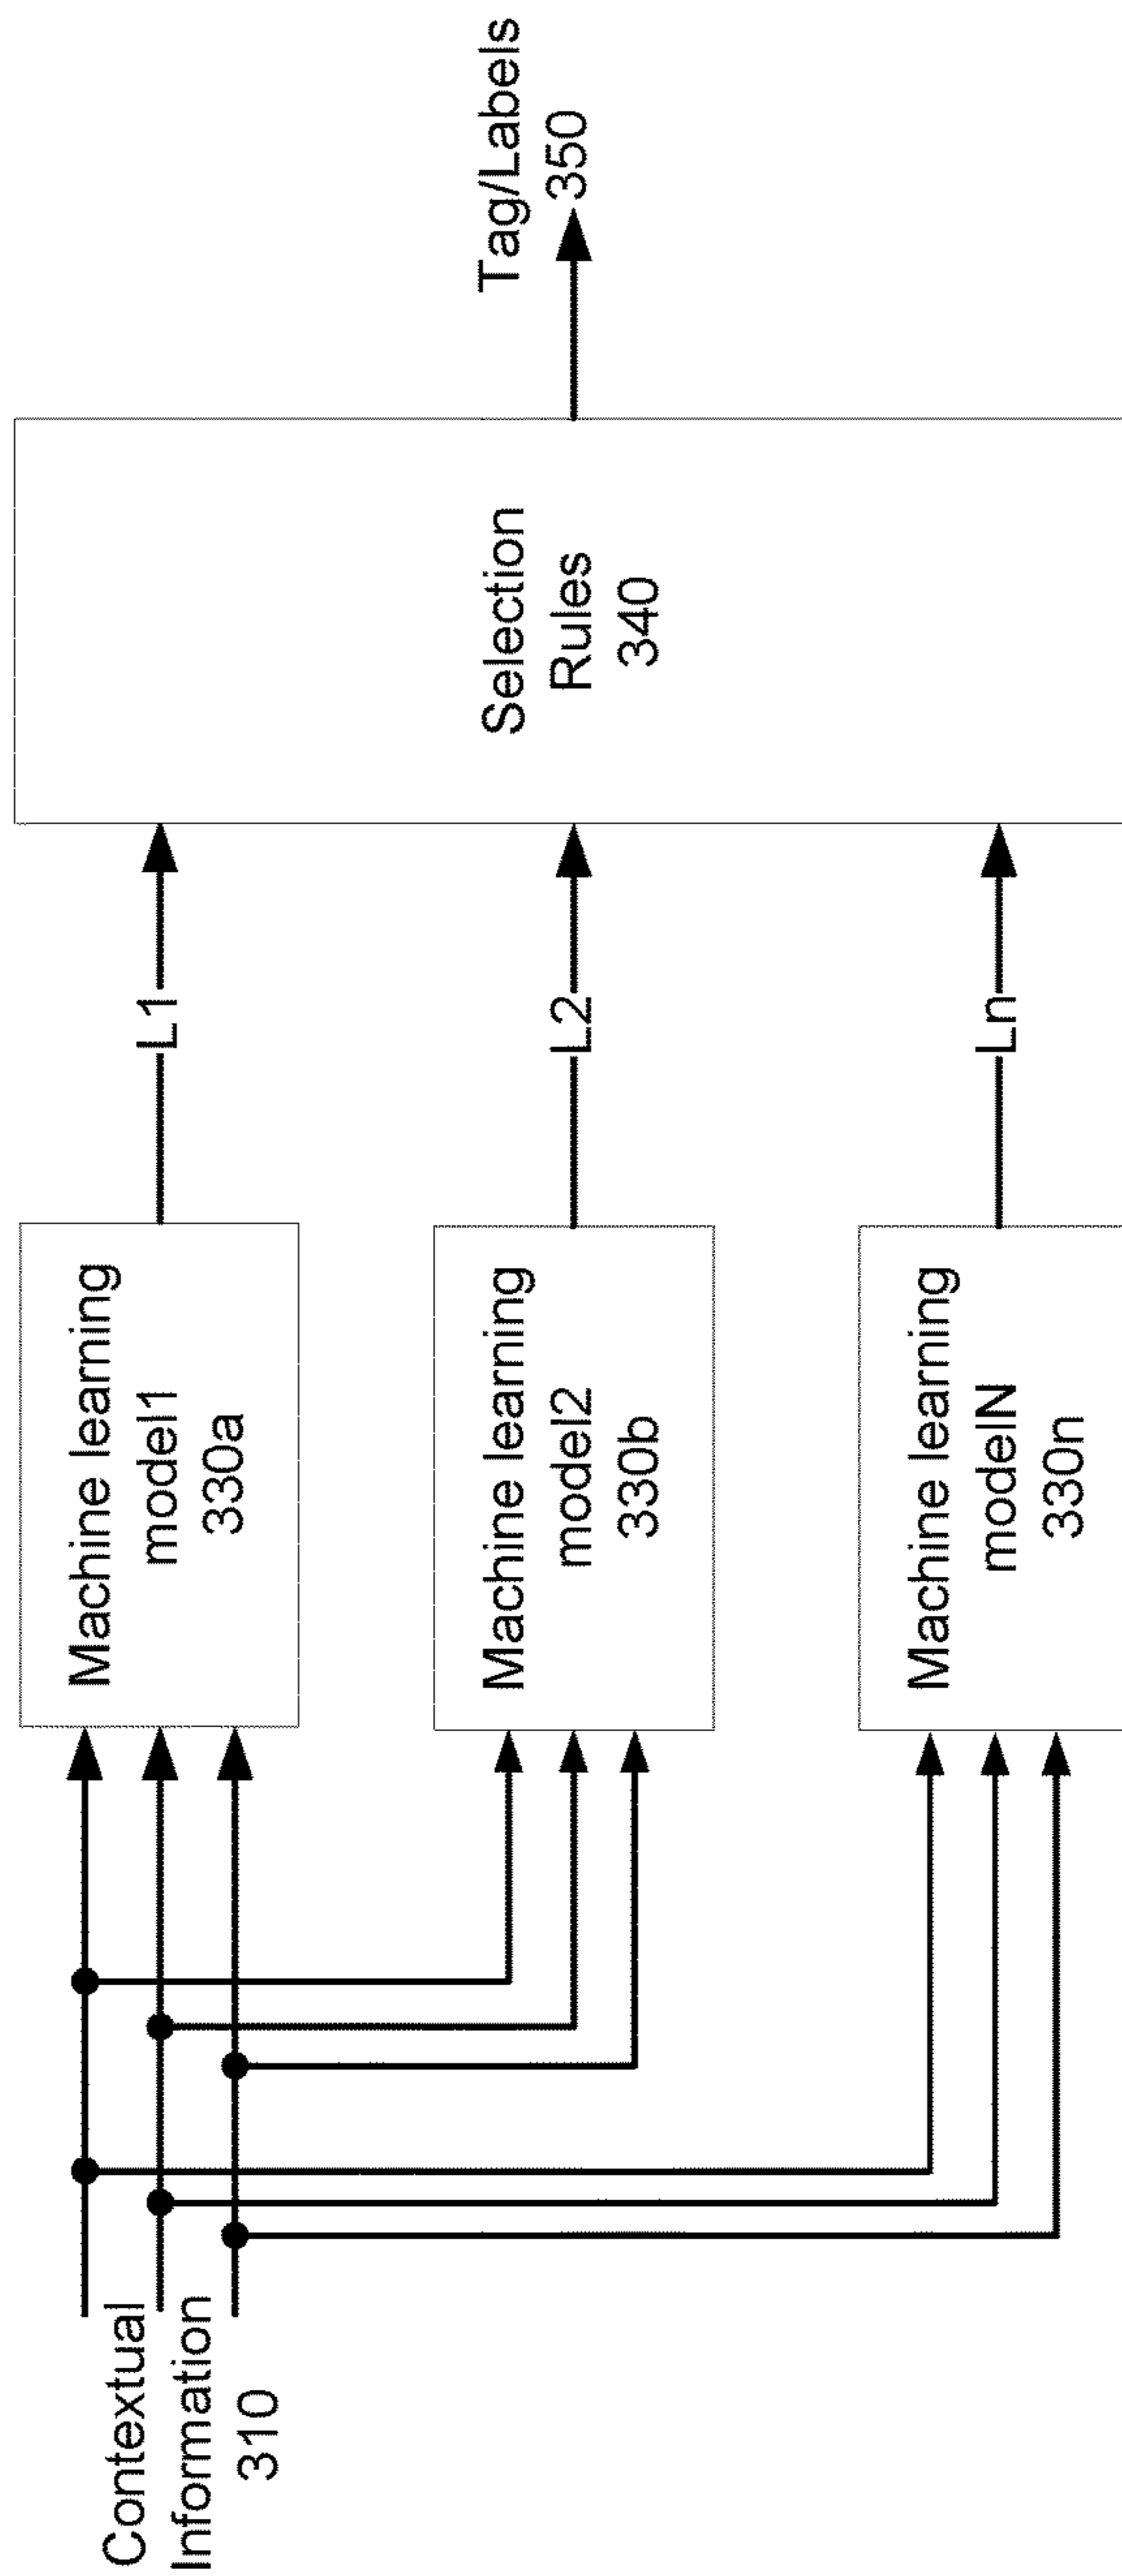 Contextual
Information
310
Machine learning
model1
330a
Machine learning
model2
330b
Machine learning
modelN
330n
L1
L2
Ln
Selection
Rules
340
Tag/Labels
350